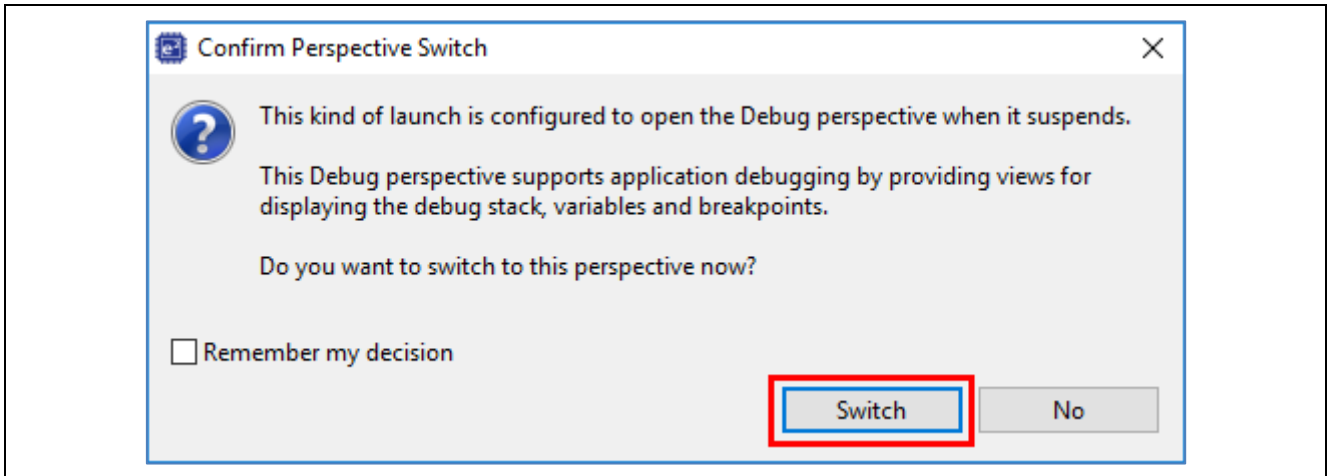 Confirm Perspective Switch
This kind of launch is configured to open the Debug perspective when it suspends.
This Debug perspective supports application debugging by providing views for
displaying the debug stack, variables and breakpoints.
Do you want to switch to this perspective now?
Remember my decision
Switch
No